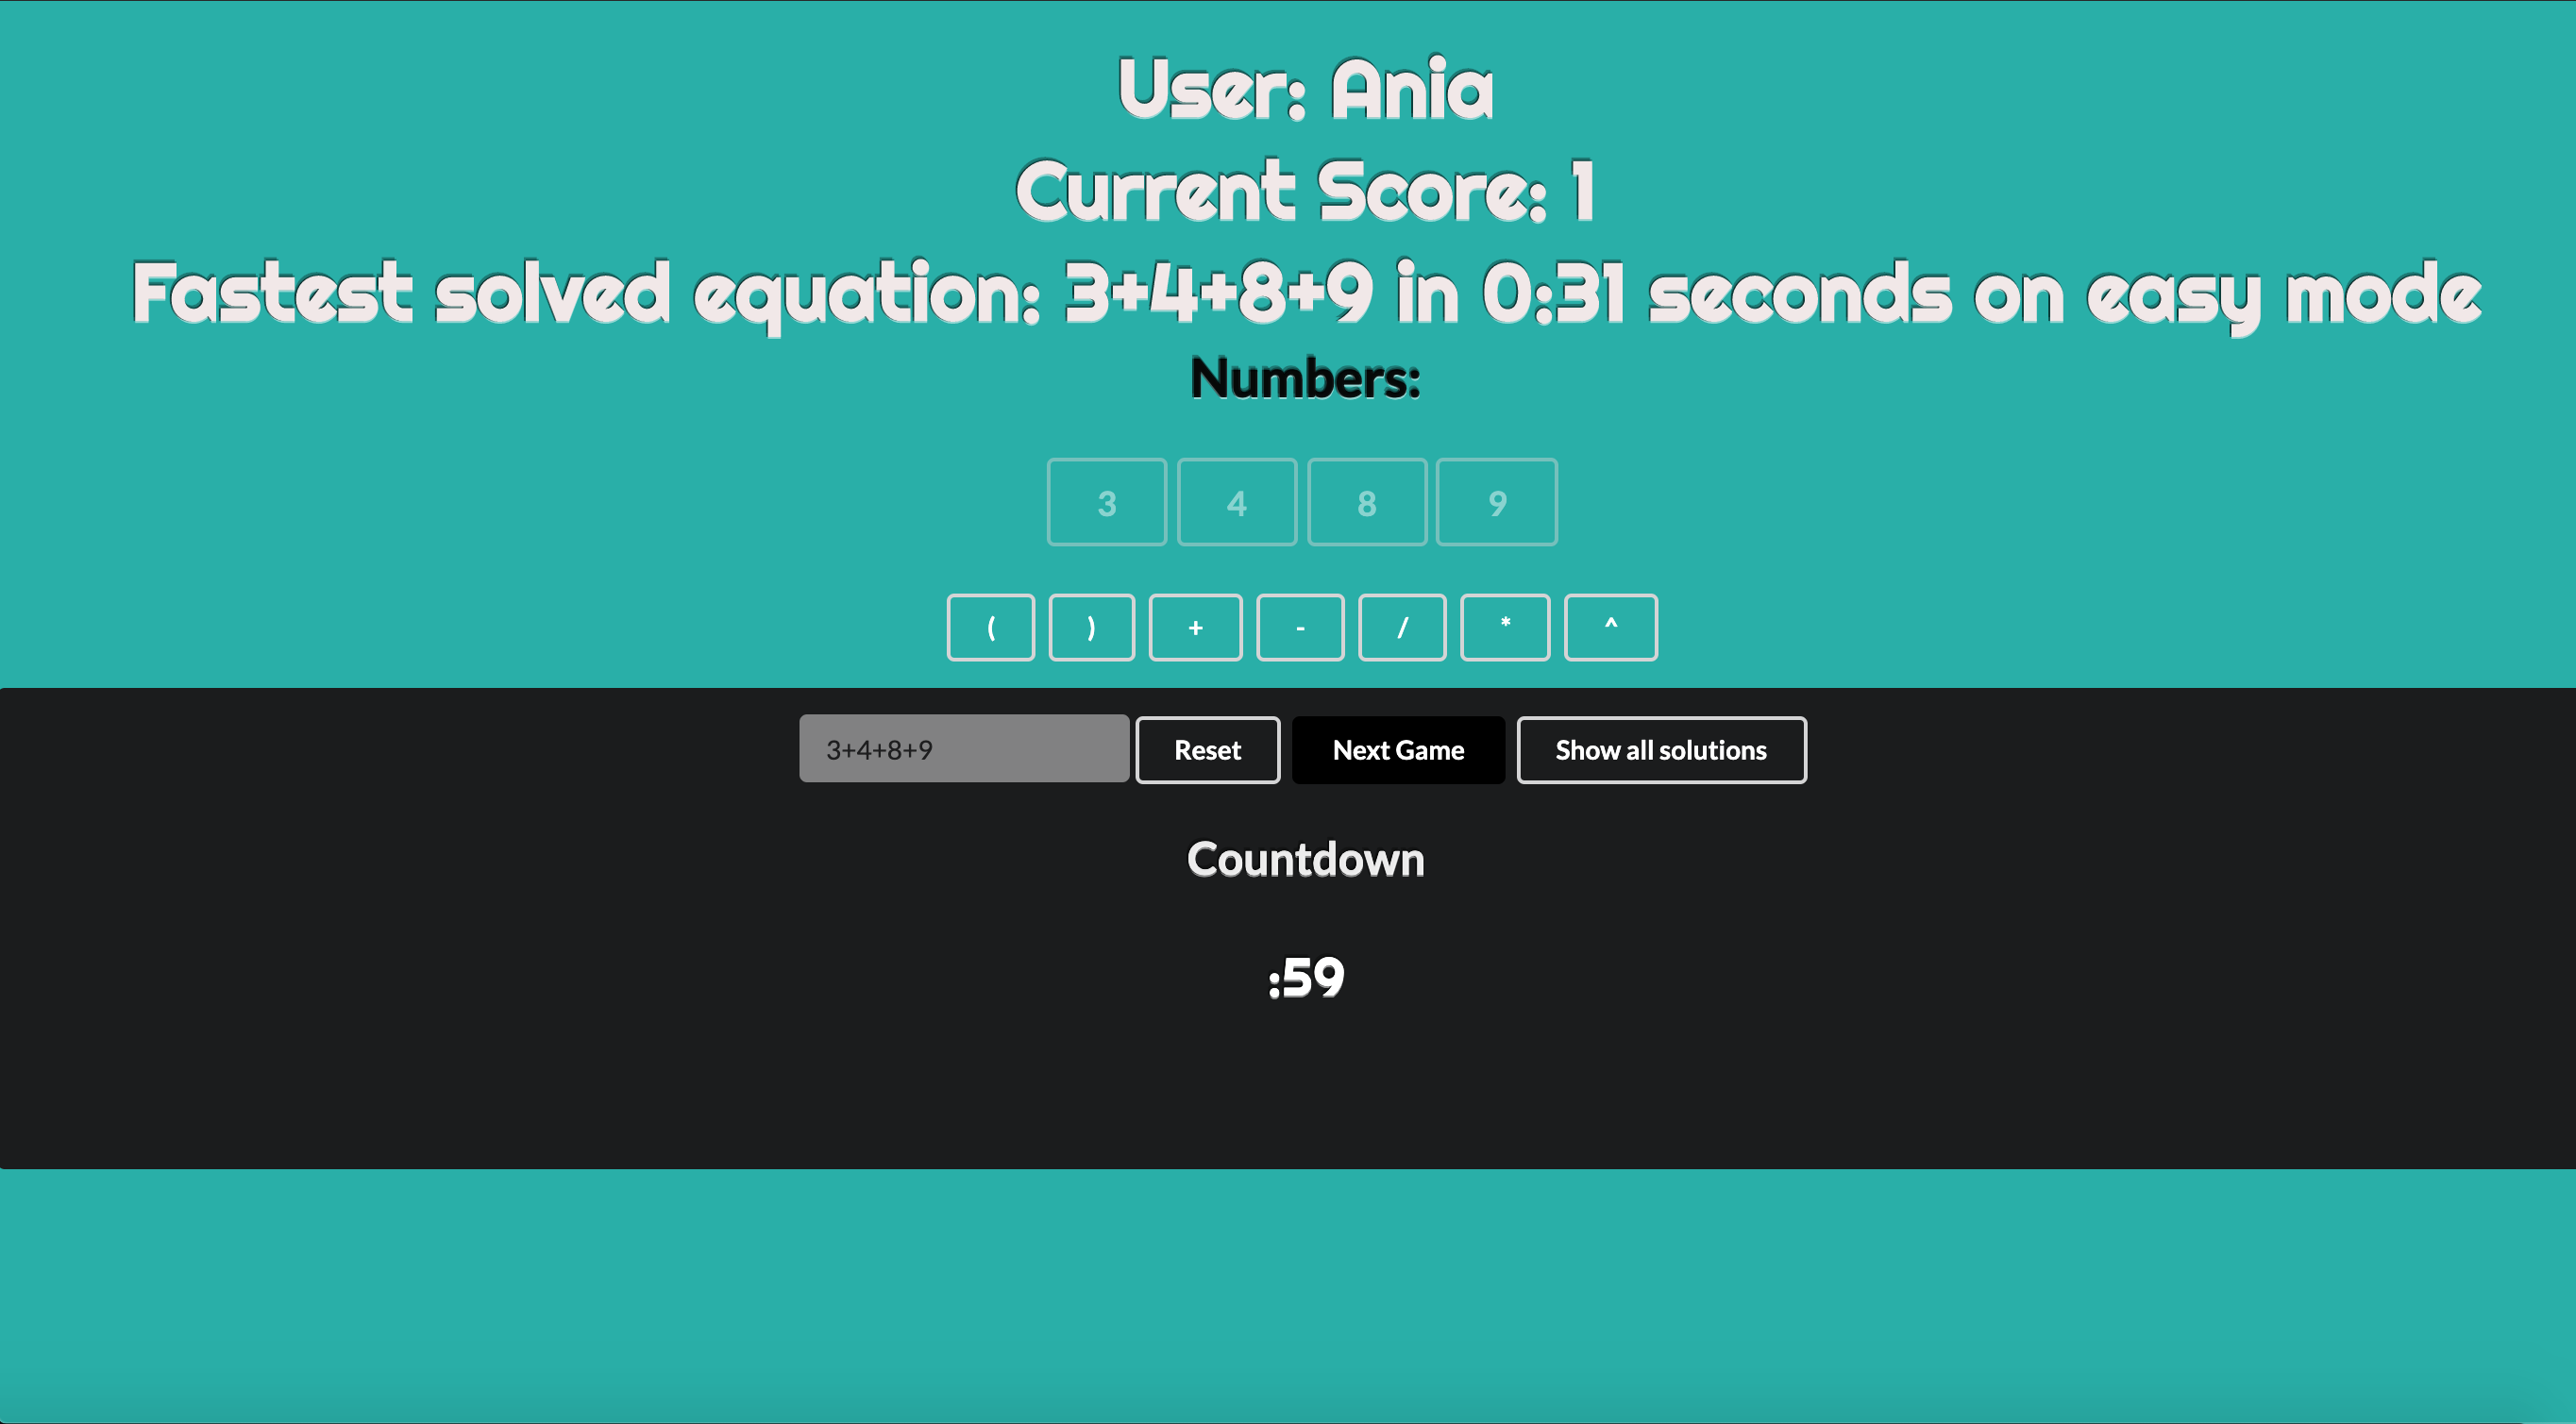 User: Ania
Current Score: 1
Fastest solved equation: 3+4+8+9 in 0:31 seconds on easy mode
Numbers:
3 4 8 9
( ) + - / * ^
3+4+8+9 Reset Next Game Show all solutions
Countdown
:59